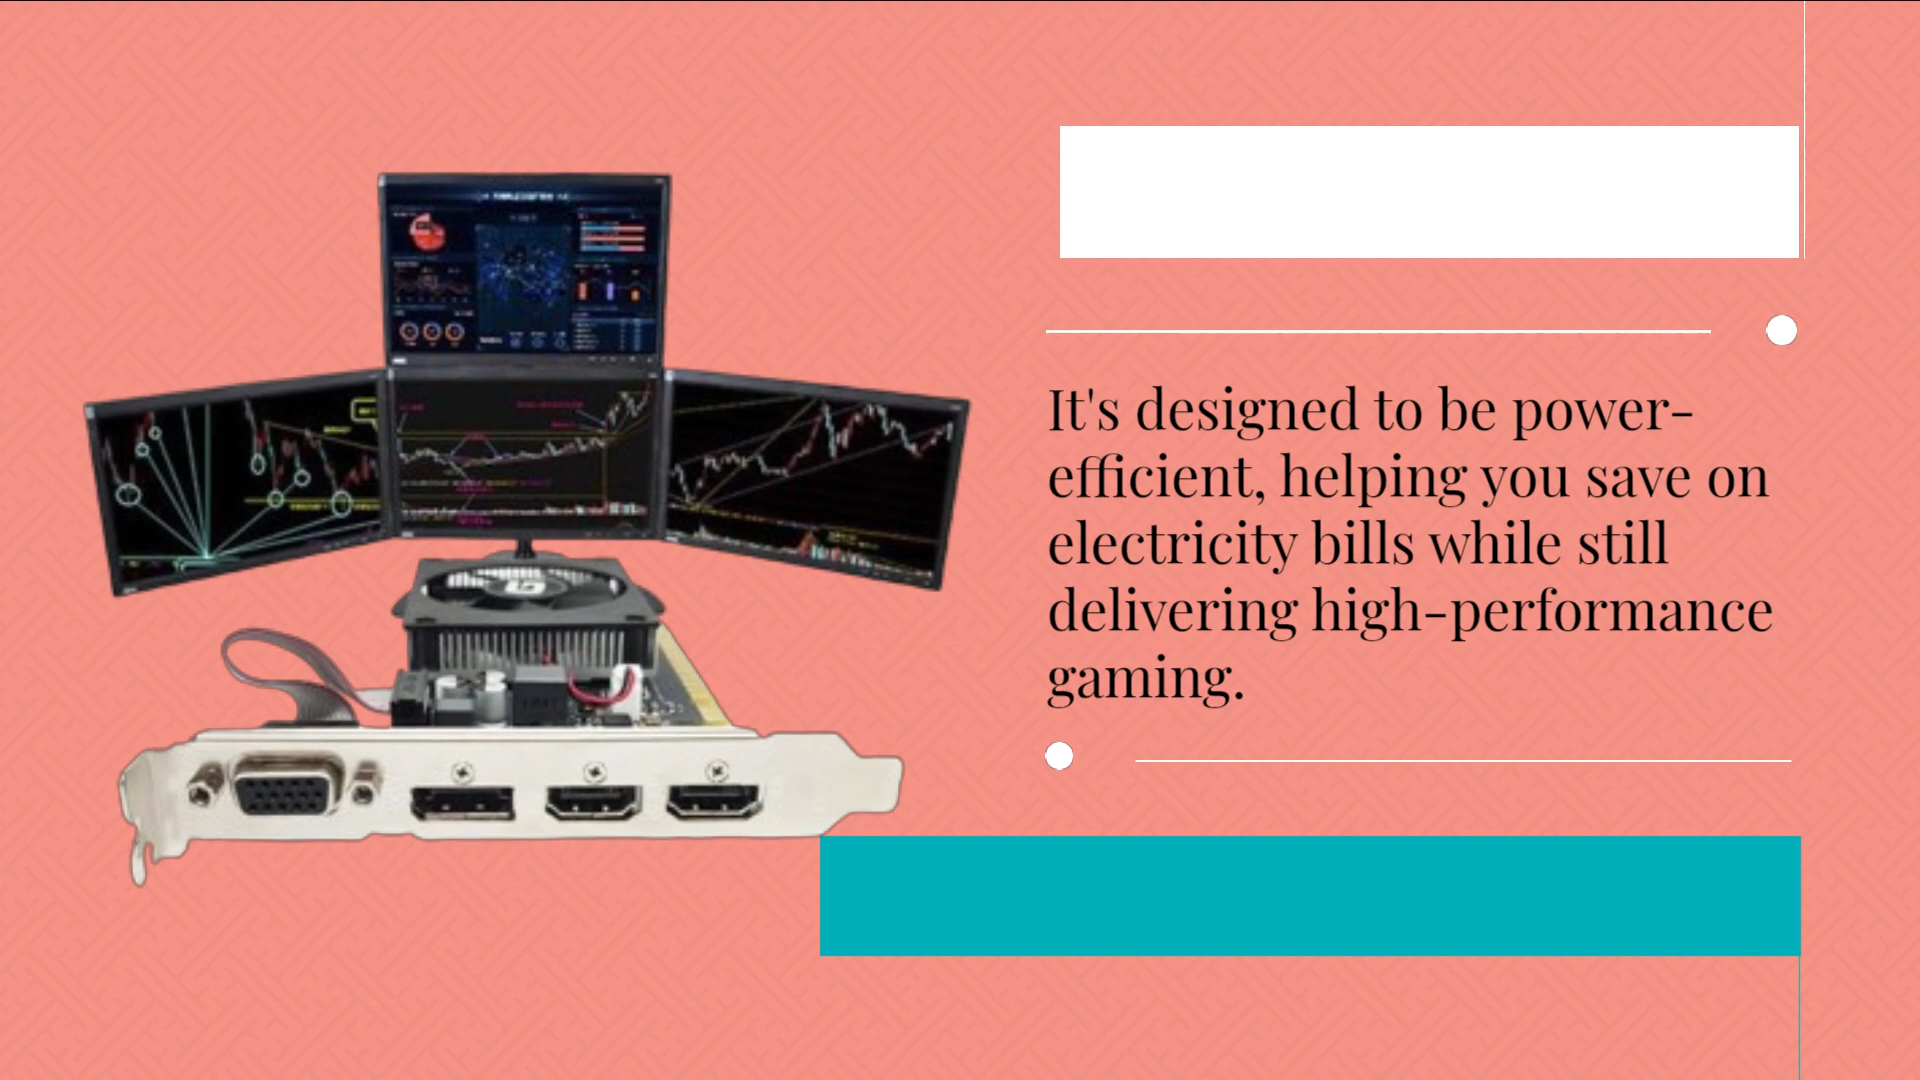 It's designed to be power-
efficient, helping you save on
electricity bills while still
delivering high-performance
gaming.